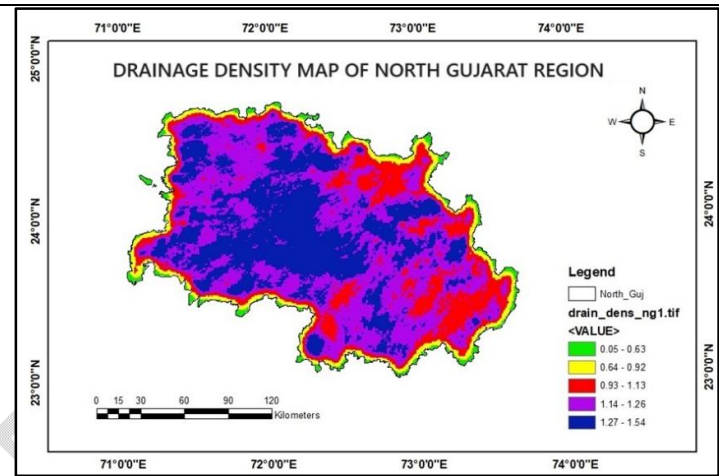 71°0'0"E 72°0'0"E 73°0'0"E 74°0'0"E
25°0'0"N
DRAINAGE DENSITY MAP OF NORTH GUJARAT REGION
N
W E
S
24°0'0"N 24°0'0"N
Legend
North_Guj
drain_dens_ng1.tif
<VALUE>
0.05 - 0.63
0.64 - 0.92
0.93 - 1.13
1.14 - 1.26
1.27 - 1.54
23°0'0"N 23°0'0"N
0 15 30 60 90 120
Kilometers
71°0'0"E 72°0'0"E 73°0'0"E 74°0'0"E